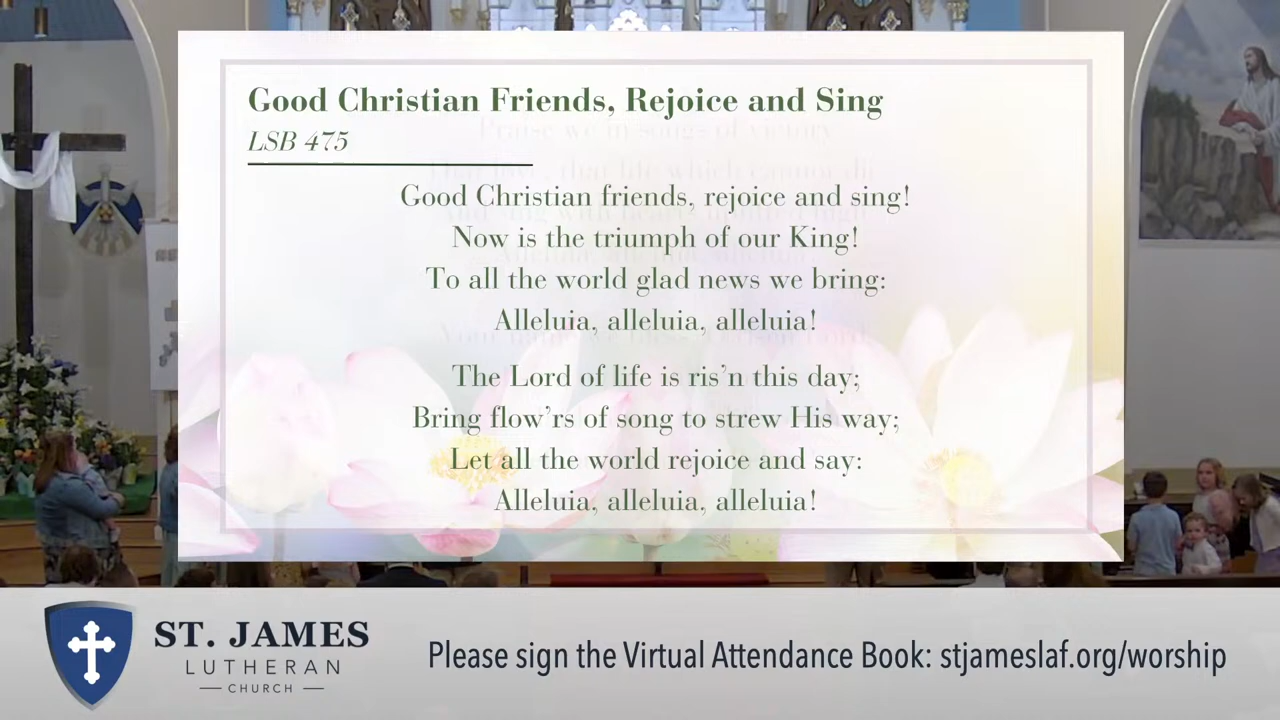 Good Christian Friends, Rejoice and Sing
LSB 475
Good Christian friends, rejoice and sing!
Now is the triumph of our King!
To all the world glad news we bring:
Alleluia, alleluia, alleluia!
The Lord of life is ris’n this day;
Bring flow’rs of song to strew His way;
Let all the world rejoice and say:
Alleluia, alleluia, alleluia!
ST. JAMES
LUTHERAN
CHURCH
Please sign the Virtual Attendance Book: stjameslaf.org/worship